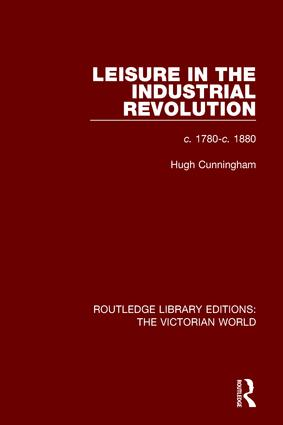 LEISURE IN THE
INDUSTRIAL
REVOLUTION
c. 1780-c. 1880
Hugh Cunningham
ROUTLEDGE LIBRARY EDITIONS:
THE VICTORIAN WORLD
ROUTLEDGE